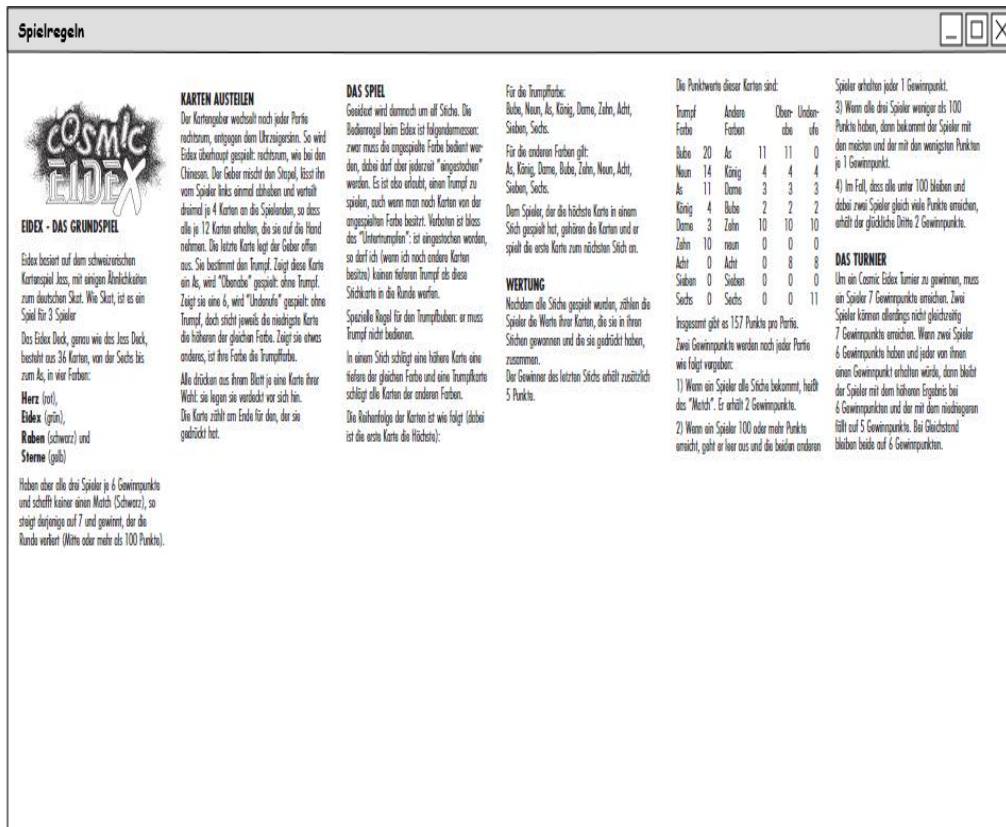 Spielregeln
COSMIC
EIDEX
EIDEX - DAS GRUNDSPIEL
Eidex basiert auf dem schweizerischen
Kartenspiel Jass, mit einigen Ähnlichkeiten
zum deutschen Skat. Wie Skat, ist es ein
Spiel für 3 Spieler
Das Eidex Deck, genau wie das Jass Deck,
besteht aus 36 Karten, von der Sechs bis
zum As, in vier Farben:
Herz (rot),
Eidex (grün),
Raben (schwarz) und
Sterne (gelb)
Haben aber alle drei Spieler je 6 Gewinnpunkte
und schafft keiner einen Match (Schwarz), so
steigt derjenige auf 7 und gewinnt, der die
Runde verliert (Mitte oder mehr als 100 Punkte).
KARTEN AUSTEILEN
Der Kartengeber wechselt nach jeder Partie
rechtsrum, entgegen dem Uhrzeigersinn. So wird
Eidex überhaupt gespielt: rechtsrum, wie bei den
Chinesen. Der Geber mischt den Stapel, lässt ihn
vom Spieler links einmal abheben und verteilt
dreimal je 4 Karten an die Spielenden, so dass
alle je 12 Karten erhalten, die sie auf die Hand
nehmen. Die letzte Karte legt der Geber offen
aus. Sie bestimmt den Trumpf. Zeigt diese Karte
ein As, wird "Obenabe" gespielt: ohne Trumpf.
Zeigt sie eine 6, wird "Undenufe" gespielt: ohne
Trumpf, doch sticht jeweils die niedrigste Karte
die höheren der gleichen Farbe. Zeigt sie etwas
anderes, ist ihre Farbe die Trumpffarbe.
Alle drücken aus ihrem Blatt je eine Karte ihrer
Wahl: sie legen sie verdeckt vor sich hin.
Die Karte zählt am Ende für den, der sie
gedrückt hat.
DAS SPIEL
Geeidext wird demnach um elf Stiche. Die
Bedienregel beim Eidex ist folgendermassen:
zwar muss die angespielte Farbe bedient wer-
den, dabei darf aber jederzeit "eingestochen"
werden. Es ist also erlaubt, einen Trumpf zu
spielen, auch wenn man noch Karten von der
angespielten Farbe besitzt. Verboten ist bloss
das "Untertrumpfen": ist eingestochen worden,
so darf ich (wenn ich noch andere Karten
besitze) keinen tieferen Trumpf als diese
Stichkarte in die Runde werfen.
Spezielle Regel für den Trumpfbuben: er muss
Trumpf nicht bedienen.
In einem Stich schlägt eine höhere Karte eine
tiefere der gleichen Farbe und eine Trumpfkarte
schlägt alle Karten der anderen Farben.
Die Reihenfolge der Karten ist wie folgt (dabei
ist die erste Karte die Höchste):
Für die Trumpffarbe:
Bube, Neun, As, König, Dame, Zehn, Acht,
Sieben, Sechs.
Für die anderen Farben gilt:
As, König, Dame, Bube, Zehn, Neun, Acht,
Sieben, Sechs.
Dem Spieler, der die höchste Karte in einem
Stich gespielt hat, gehören die Karten und er
spielt die erste Karte zum nächsten Stich an.
WERTUNG
Nachdem alle Stiche gespielt wurden, zählen die
Spieler die Werte ihrer Karten, die sie in ihren
Stichen gewonnen und die sie gedrückt haben,
zusammen.
Der Gewinner des letzten Stichs erhält zusätzlich
5 Punkte.
Die Punktwerte dieser Karten sind:
Trumpf Andere Oben- Unden-
Farbe Farben abe ufe
Bube 20 As 11 11 0
Neun 14 König 4 4 4
As 11 Dame 3 3 3
König 4 Bube 2 2 2
Dame 3 Zehn 10 10 10
Zehn 10 neun 0 0 0
Acht 0 Acht 0 8 8
Sieben 0 Sieben 0 0 0
Sechs 0 Sechs 0 0 11
Insgesamt gibt es 157 Punkte pro Partie.
Zwei Gewinnpunkte werden nach jeder Partie
wie folgt vergeben:
1) Wenn ein Spieler alle Stiche bekommt, heißt
das "Match". Er erhält 2 Gewinnpunkte.
2) Wenn ein Spieler 100 oder mehr Punkte
erreicht, geht er leer aus und die beiden anderen
Spieler erhalten jeder 1 Gewinnpunkt.
3) Wenn alle drei Spieler weniger als 100
Punkte haben, dann bekommt der Spieler mit
den meisten und der mit den wenigsten Punkten
je 1 Gewinnpunkt.
4) Im Fall, dass alle unter 100 bleiben und
dabei zwei Spieler gleich viele Punkte erreichen,
erhält der glückliche Dritte 2 Gewinnpunkte.
DAS TURNIER
Um ein Cosmic Eidex Turnier zu gewinnen, muss
ein Spieler 7 Gewinnpunkte erreichen. Zwei
Spieler können allerdings nicht gleichzeitig
7 Gewinnpunkte erreichen. Wenn zwei Spieler
6 Gewinnpunkte haben und jeder von ihnen
einen Gewinnpunkt erhalten würde, dann bleibt
der Spieler mit dem höheren Ergebnis bei
6 Gewinnpunkten und der mit dem niedrigeren
fällt auf 5 Gewinnpunkte. Bei Gleichstand
bleiben beide auf 6 Gewinnpunkten.